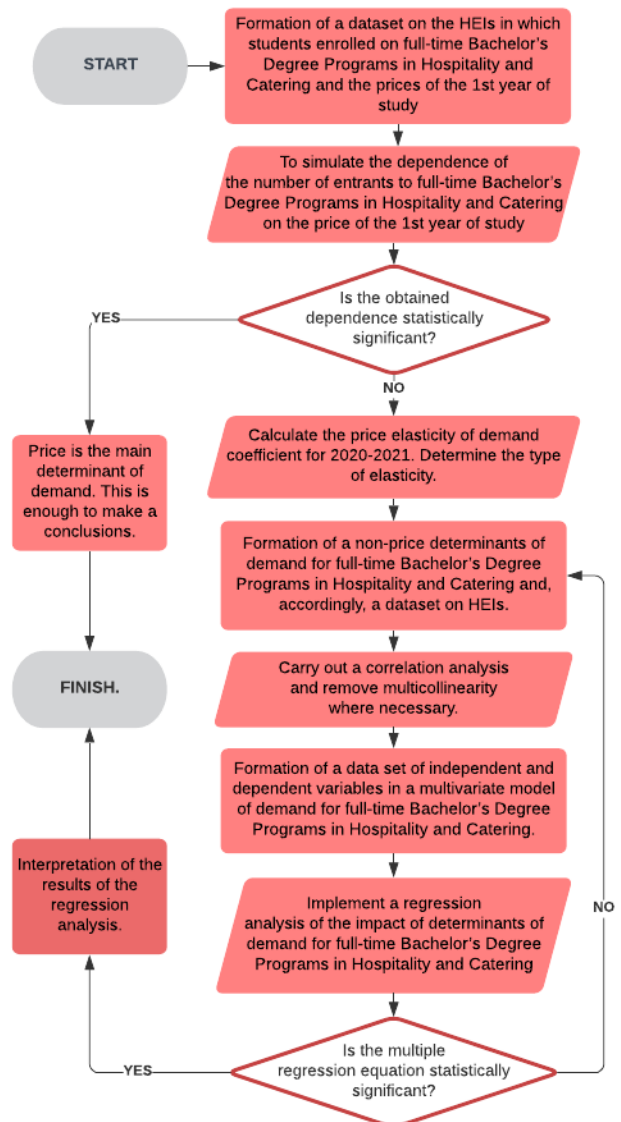 START
Formation of a dataset on the HEIs in which
students enrolled on full-time Bachelor's
Degree Programs in Hospitality and
Catering and the prices of the 1st year of
study
To simulate the dependence of
the number of entrants to full-time Bachelor's
Degree Programs in Hospitality and Catering
on the price of the 1st year of study
Is the obtained
dependence statistically
significant?
YES
NO
Price is the main
determinant of
demand. This is
enough to make a
conclusions.
Calculate the price elasticity of demand
coefficient for 2020-2021. Determine the type
of elasticity.
Formation of a non-price determinants of
demand for full-time Bachelor's Degree
Programs in Hospitality and Catering and,
accordingly, a dataset on HEIs.
FINISH.
Carry out a correlation analysis
and remove multicollinearity
where necessary.
Formation of a data set of independent and
dependent variables in a multivariate model
of demand for full-time Bachelor's Degree
Programs in Hospitality and Catering.
Interpretation of the
results of the
regression
analysis.
Implement a regression
analysis of the impact of determinants of
demand for full-time Bachelor's Degree
Programs in Hospitality and Catering
NO
Is the multiple
regression equation statistically
significant?
YES